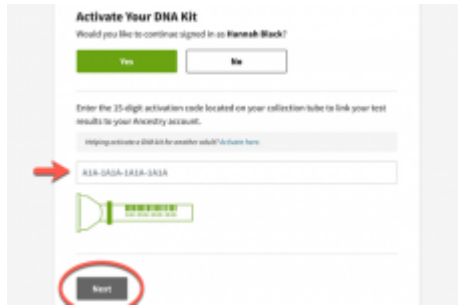 Activate Your DNA Kit
Would you like to continue signed in as Hannah Black?
Yes
No
Enter the 15-digit activation code located on your collection tube to link your test
results to your Ancestry account.
Helping activate a DNA kit for another adult? Activate here.
A1A-1A1A-1A1A-1A1A
Next